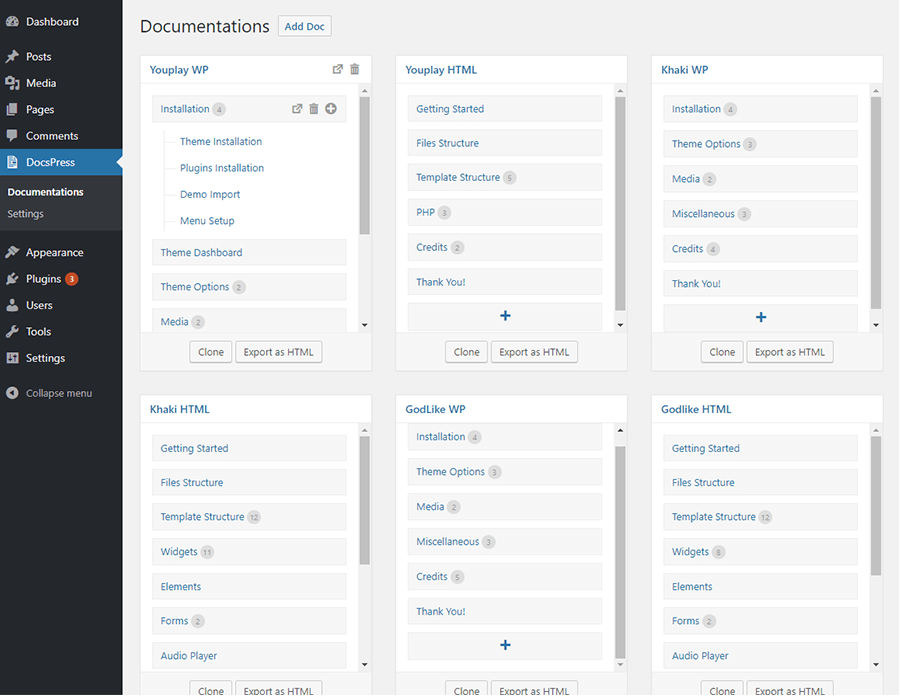 Dashboard
Posts
Media
Pages
Comments
DocsPress
Documentations
Settings
Appearance
Plugins 3
Users
Tools
Settings
Collapse menu
Documentations Add Doc
Youplay WP
Installation 4
Theme Installation
Plugins Installation
Demo Import
Menu Setup
Theme Dashboard
Theme Options 2
Media 2
Clone Export as HTML
Youplay HTML
Getting Started
Files Structure
Template Structure 5
PHP 3
Credits 2
Thank You!
Clone Export as HTML
Khaki WP
Installation 4
Theme Options 3
Media 2
Miscellaneous 3
Credits 4
Thank You!
Clone Export as HTML
Khaki HTML
Getting Started
Files Structure
Template Structure 12
Widgets 11
Elements
Forms 2
Audio Player
Clone Export as HTML
GodLike WP
Installation 4
Theme Options 3
Media 2
Miscellaneous 3
Credits 5
Thank You!
Clone Export as HTML
Godlike HTML
Getting Started
Files Structure
Template Structure 12
Widgets 8
Elements
Forms 2
Audio Player
Clone Export as HTML